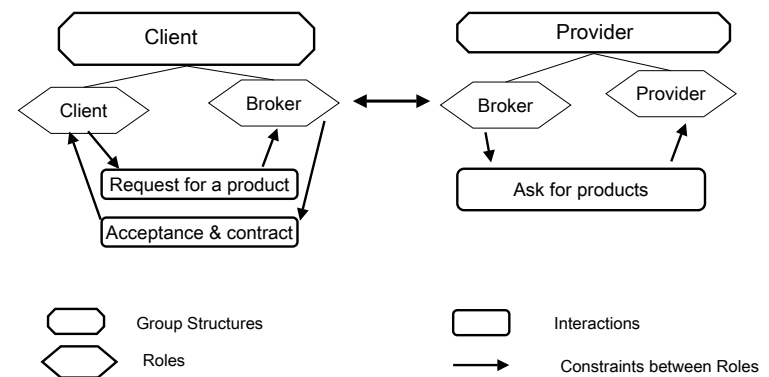 Client
Provider
Client
Broker
Broker
Provider
Request for a product
Ask for products
Acceptance & contract
Group Structures
Interactions
Roles
Constraints between Roles